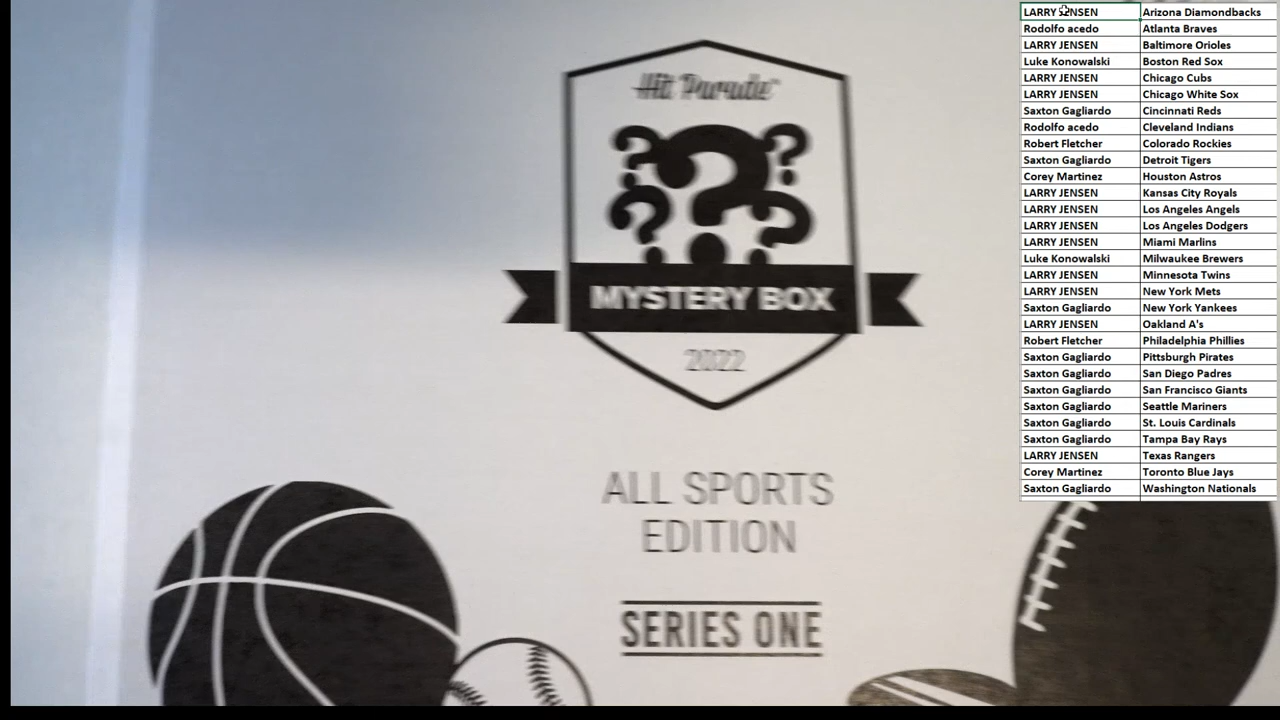 Hit Parade™
MYSTERY BOX
2022
ALL SPORTS
EDITION
SERIES ONE
LARRY JENSEN Arizona Diamondbacks
Rodolfo acedo Atlanta Braves
LARRY JENSEN Baltimore Orioles
Luke Konowalski Boston Red Sox
LARRY JENSEN Chicago Cubs
LARRY JENSEN Chicago White Sox
Saxton Gagliardo Cincinnati Reds
Rodolfo acedo Cleveland Indians
Robert Fletcher Colorado Rockies
Saxton Gagliardo Detroit Tigers
Corey Martinez Houston Astros
LARRY JENSEN Kansas City Royals
LARRY JENSEN Los Angeles Angels
LARRY JENSEN Los Angeles Dodgers
LARRY JENSEN Miami Marlins
Luke Konowalski Milwaukee Brewers
LARRY JENSEN Minnesota Twins
LARRY JENSEN New York Mets
Saxton Gagliardo New York Yankees
LARRY JENSEN Oakland A's
Robert Fletcher Philadelphia Phillies
Saxton Gagliardo Pittsburgh Pirates
Saxton Gagliardo San Diego Padres
Saxton Gagliardo San Francisco Giants
Saxton Gagliardo Seattle Mariners
Saxton Gagliardo St. Louis Cardinals
Saxton Gagliardo Tampa Bay Rays
LARRY JENSEN Texas Rangers
Corey Martinez Toronto Blue Jays
Saxton Gagliardo Washington Nationals